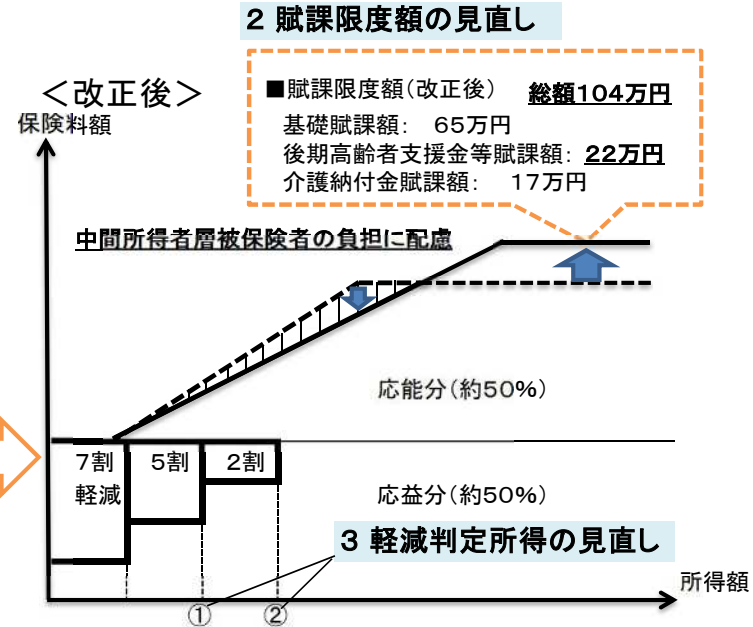 2 賦課限度額の見直し
＜改正後＞
■賦課限度額(改正後) 総額104万円
基礎賦課額: 65万円
後期高齢者支援金等賦課額: 22万円
介護納付金賦課額: 17万円
保険料額
中間所得者層被保険者の負担に配慮
応能分(約50%)
7割
軽減
5割
2割
応益分(約50%)
3 軽減判定所得の見直し
所得額
①
②